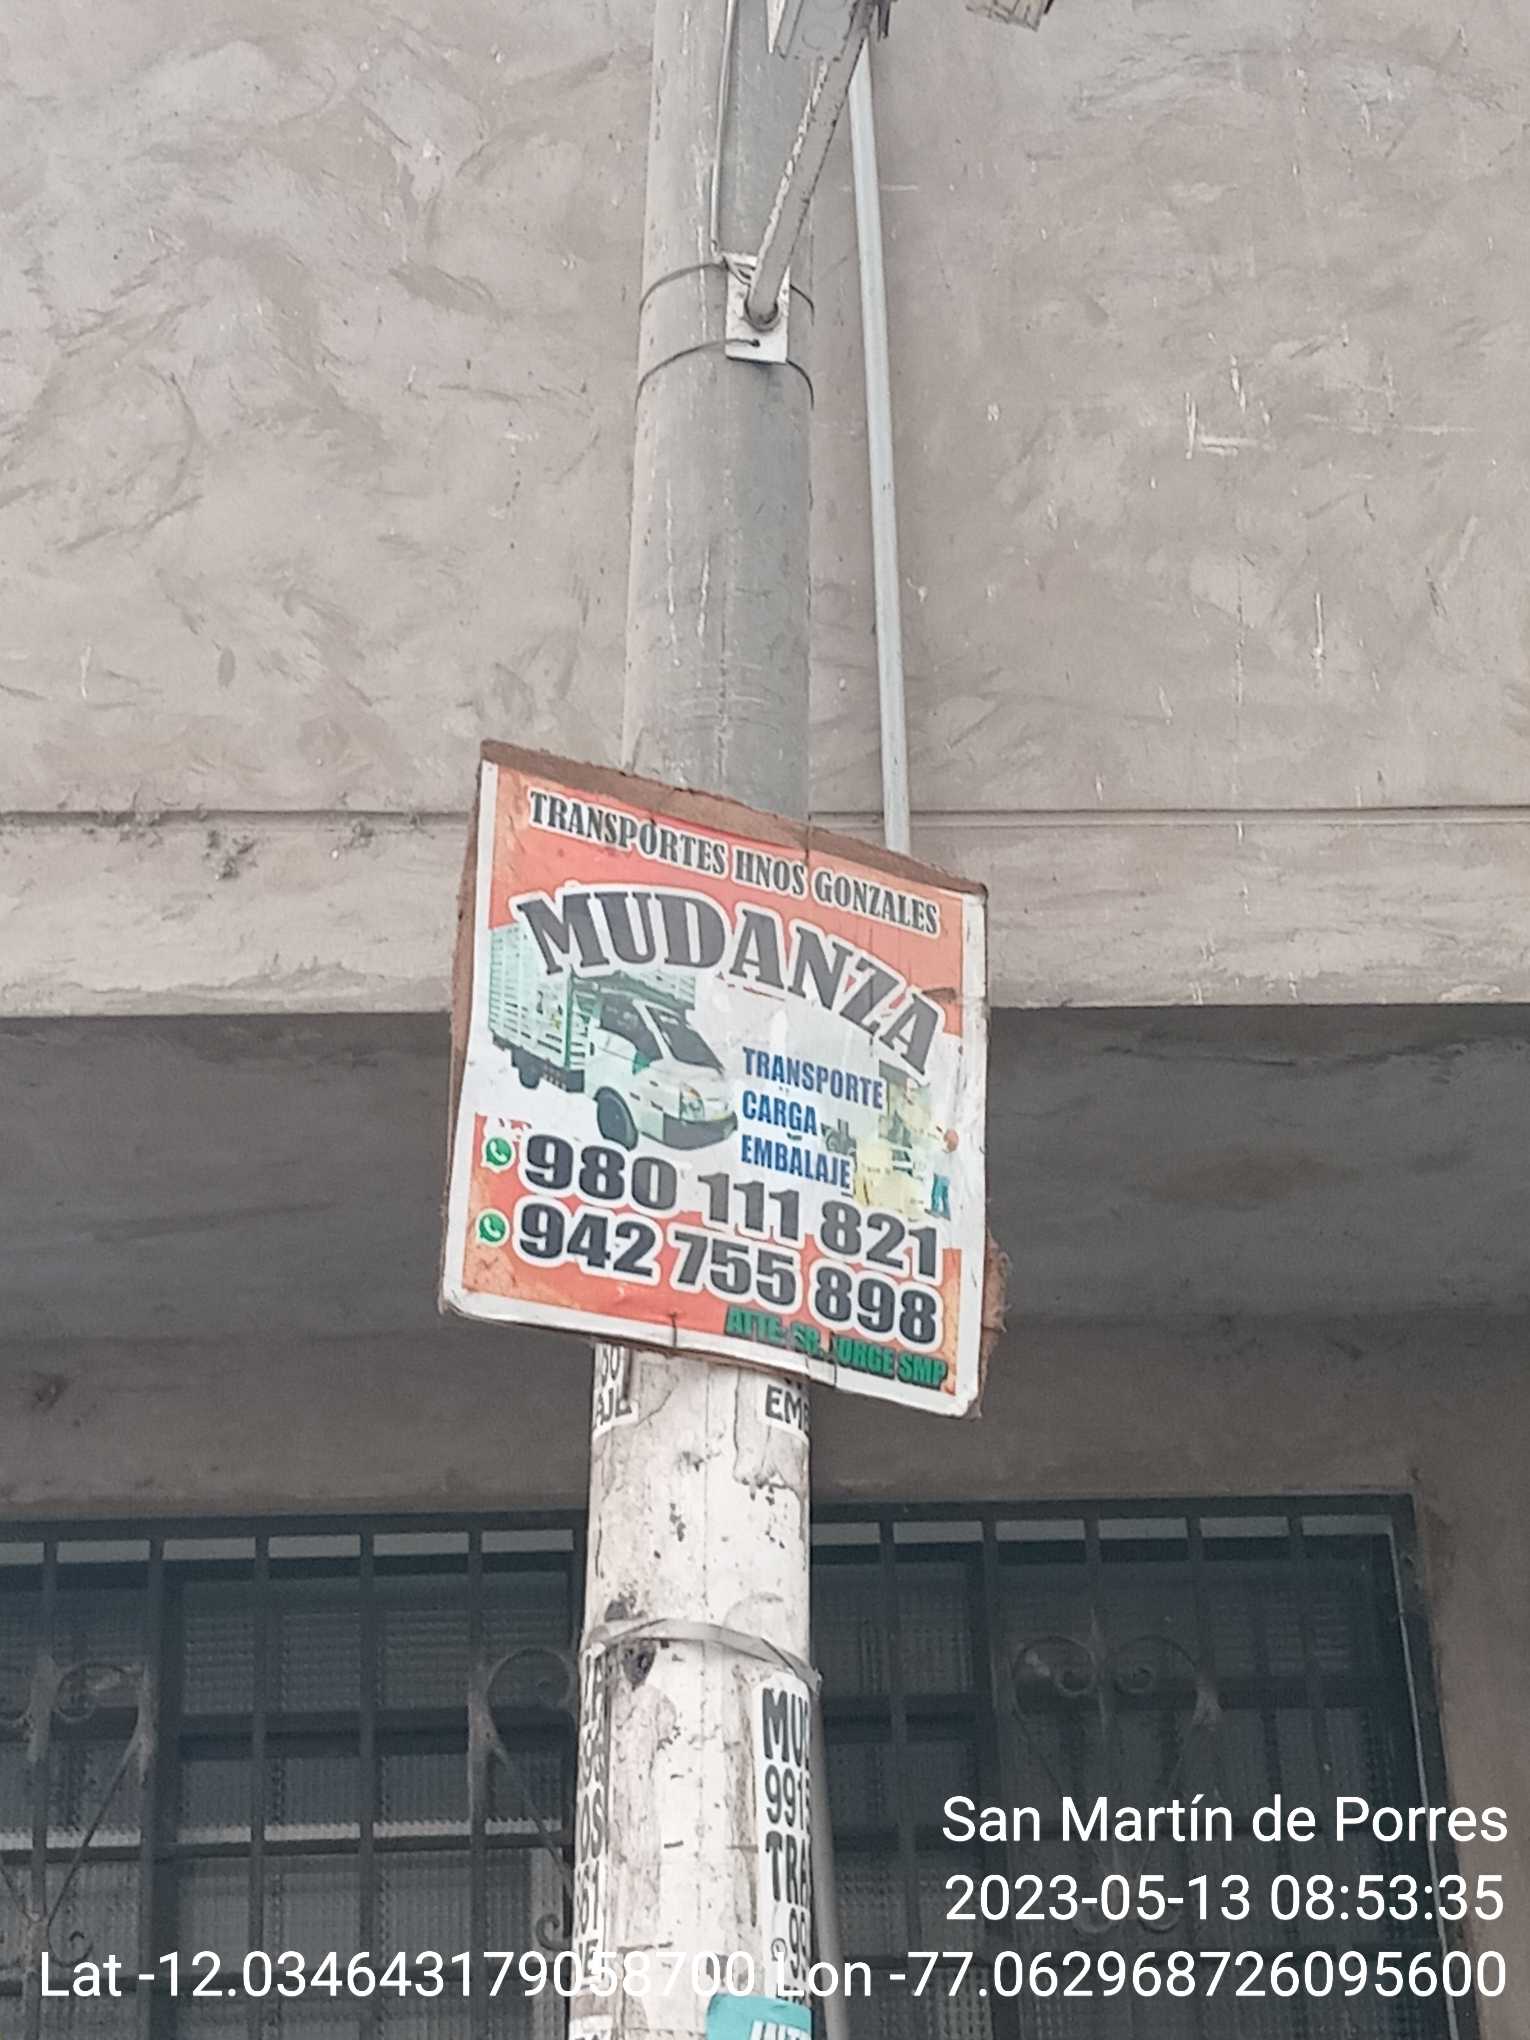 TRANSPORTES HNOS GONZALES
MUDANZA
TRANSPORTE
CARGA
EMBALAJE
980 111 821
942 755 898
ATTE: SR. JORGE SMP
San Martín de Porres
2023-05-13 08:53:35
Lat -12.034643179058700 Lon -77.062968726095600